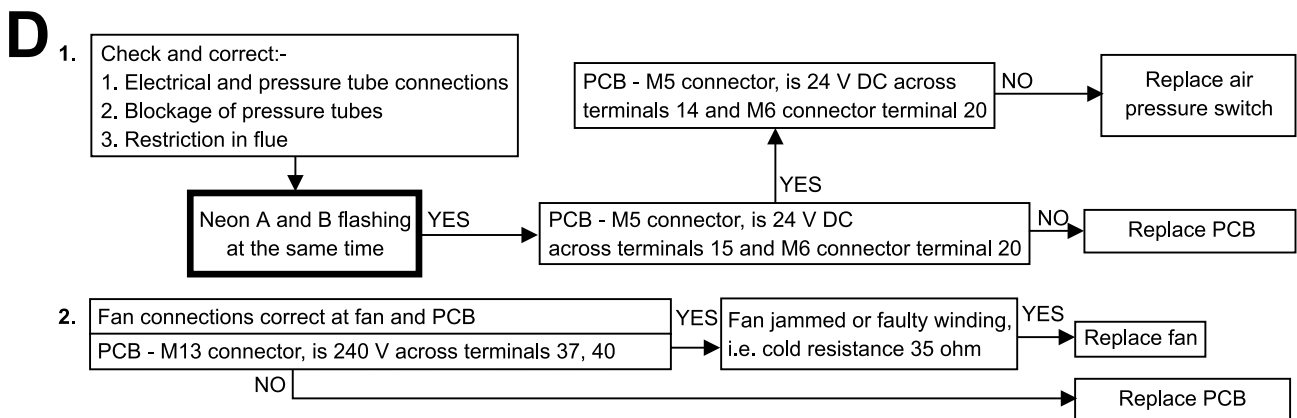 D
1.
Check and correct:-
1. Electrical and pressure tube connections
2. Blockage of pressure tubes
3. Restriction in flue
Neon A and B flashing
at the same time
YES
PCB - M5 connector, is 24 V DC
across terminals 15 and M6 connector terminal 20
NO
Replace PCB
YES
PCB - M5 connector, is 24 V DC across
terminals 14 and M6 connector terminal 20
NO
Replace air
pressure switch
2.
Fan connections correct at fan and PCB
PCB - M13 connector, is 240 V across terminals 37, 40
YES
Fan jammed or faulty winding,
i.e. cold resistance 35 ohm
YES
Replace fan
NO
Replace PCB